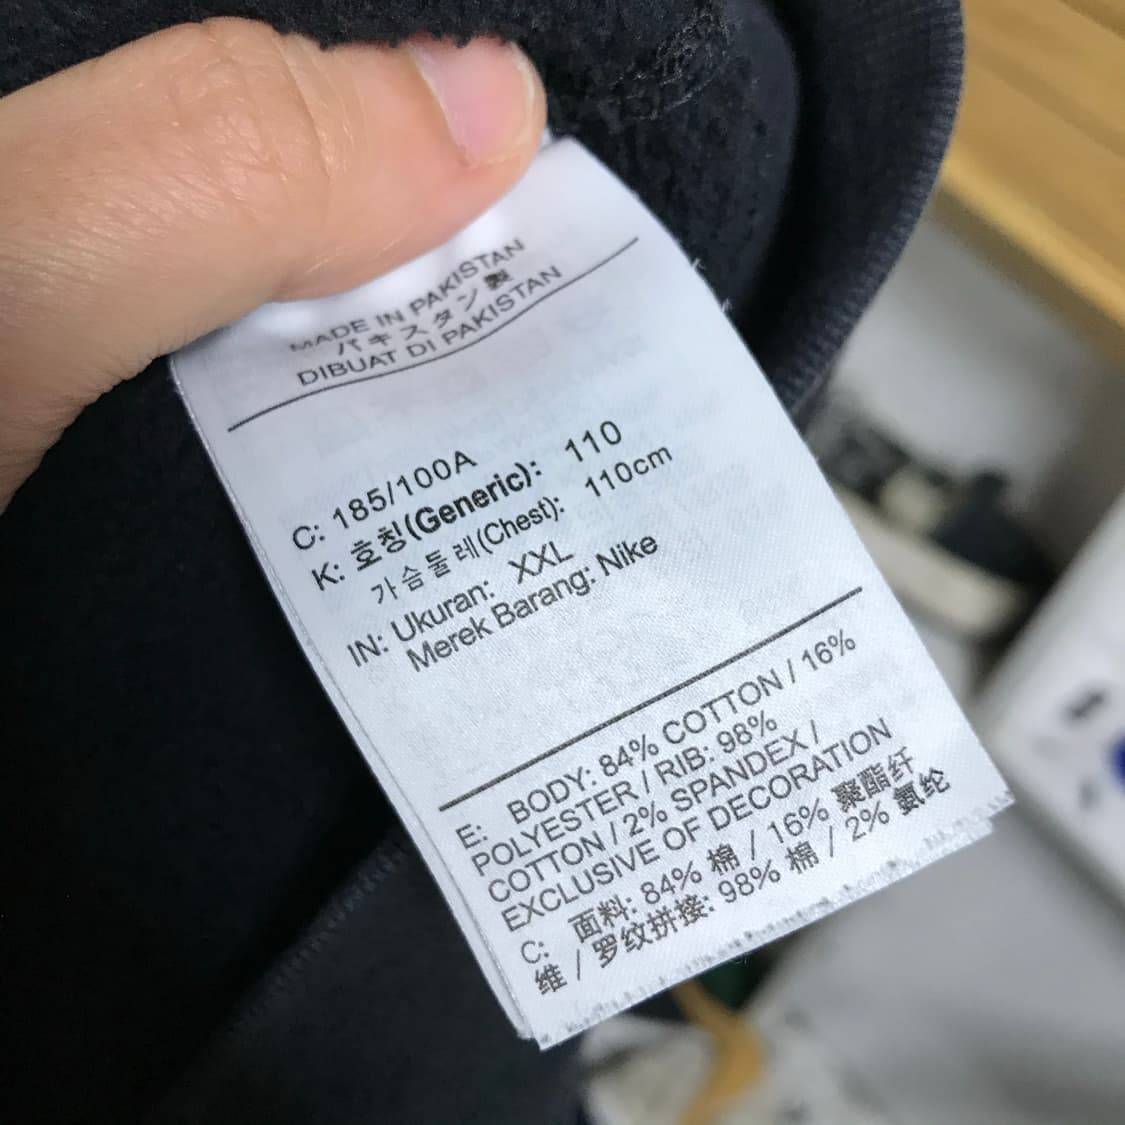 MADE IN PAKISTAN
パキスタン製
DIBUAT DI PAKISTAN
C: 185/100A
K: 호칭(Generic): 110
가슴둘레(Chest): 110cm
IN: Ukuran: XXL
Merek Barang: Nike
E: BODY: 84% COTTON / 16%
POLYESTER / RIB: 98%
COTTON / 2% SPANDEX /
EXCLUSIVE OF DECORATION
C: 面料: 84% 棉 / 16% 聚酯纤
维 / 罗纹拼接: 98% 棉 / 2% 氨纶